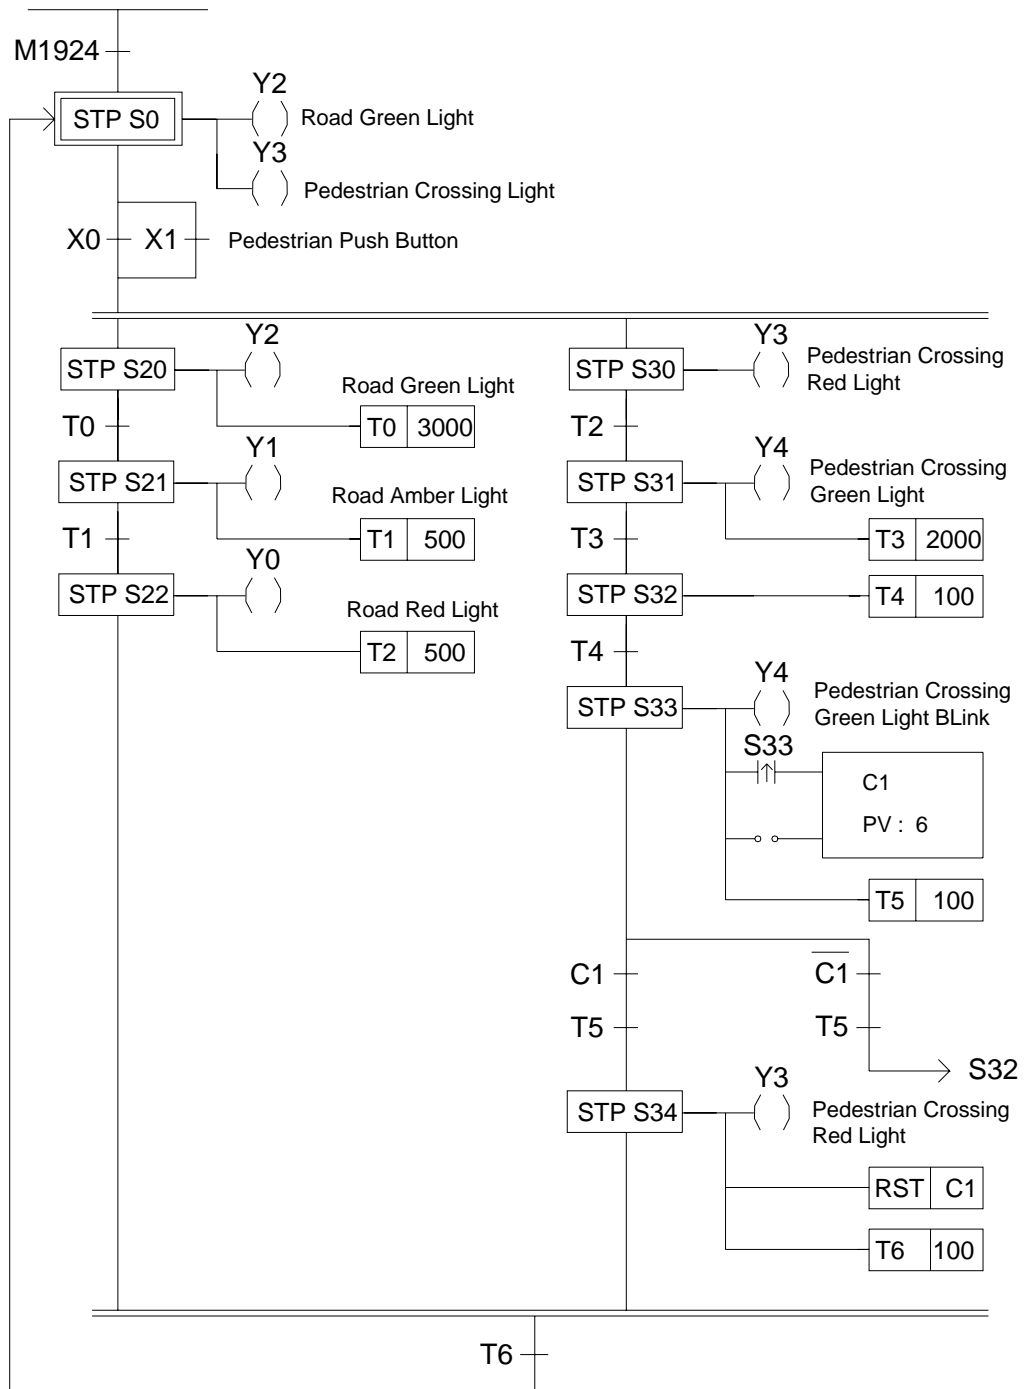 M1924
Y2
STP S0
Road Green Light
Y3
Pedestrian Crossing Light
X0
X1
Pedestrian Push Button
Y2
STP S20
Road Green Light
T0 3000
T0
Y1
STP S21
Road Amber Light
T1 500
T1
Y0
STP S22
Road Red Light
T2 500
Y3
STP S30
Pedestrian Crossing
Red Light
T2
Y4
STP S31
Pedestrian Crossing
Green Light
T3 2000
T3
STP S32
T4 100
T4
Y4
STP S33
Pedestrian Crossing
Green Light BLink
S33
C1
PV : 6
T5 100
C1
C1
T5
T5
S32
Y3
STP S34
Pedestrian Crossing
Red Light
RST C1
T6 100
T6